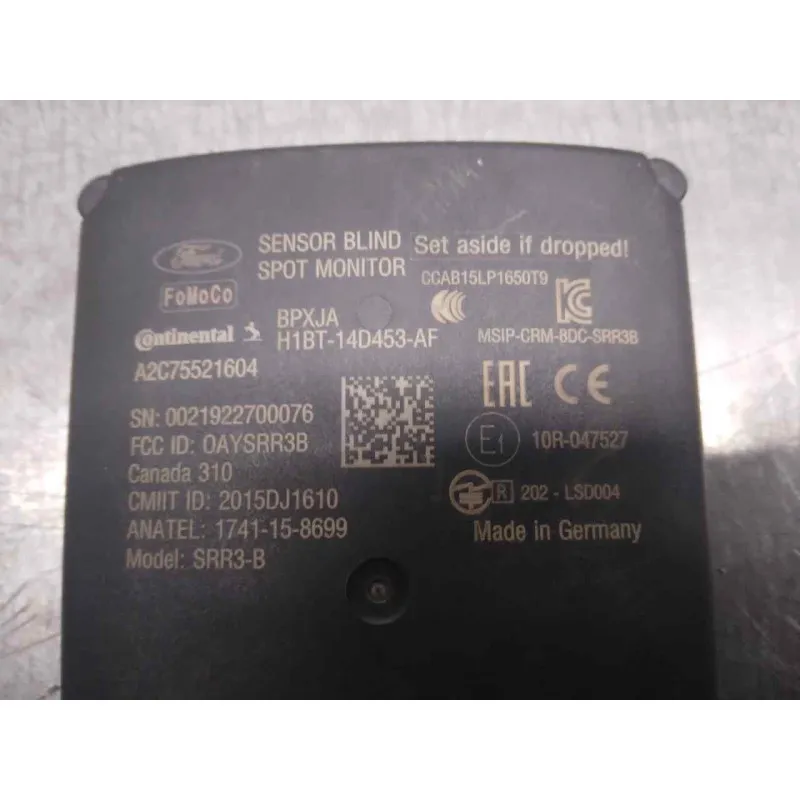 Ford
SENSOR BLIND
SPOT MONITOR
Set aside if dropped!
FoMoCo
CCAB15LP1650T9
Continental
BPXJA
H1BT-14D453-AF
MSIP-CRM-8DC-SRR3B
A2C75521604
EAC CE
SN: 0021922700076
FCC ID: OAYSRR3B
E1 10R-047527
Canada 310
CMIIT ID: 2015DJ1610
R 202 - LSD004
ANATEL: 1741-15-8699
Made in Germany
Model: SRR3-B